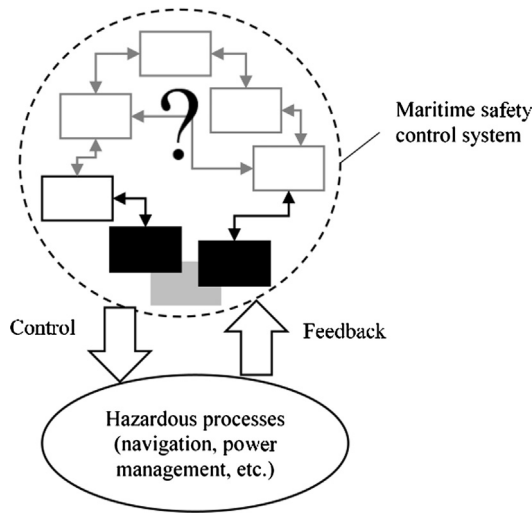 ?
Maritime safety
control system
Control
Feedback
Hazardous processes
(navigation, power
management, etc.)